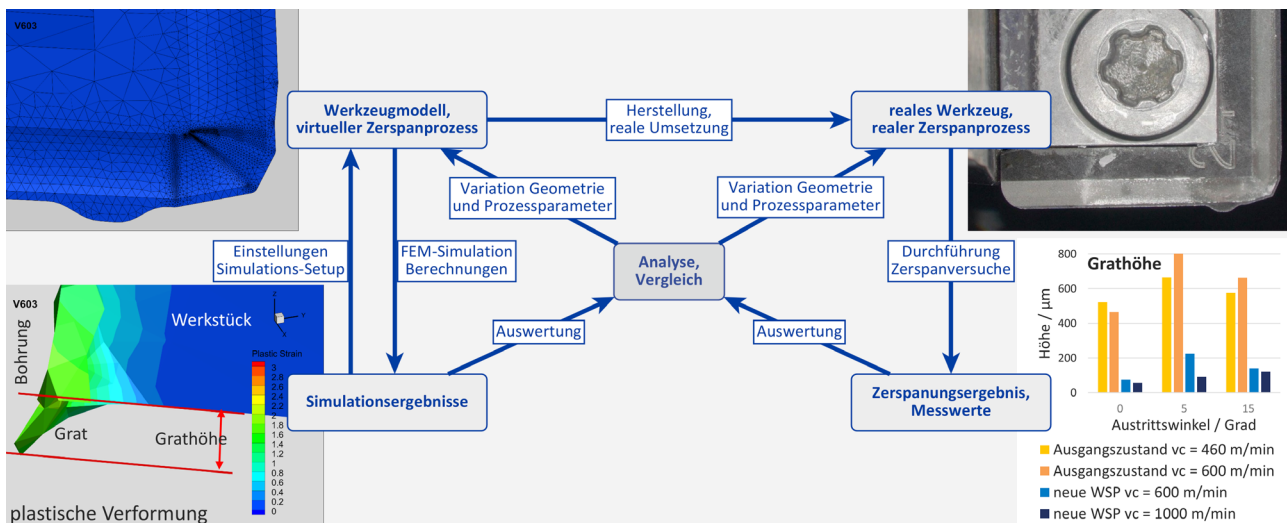 V603
Werkzeugmodell,
virtueller Zerspanprozess
Herstellung,
reale Umsetzung
reales Werkzeug,
realer Zerspanprozess
Variation Geometrie
und Prozessparameter
Variation Geometrie
und Prozessparameter
Einstellungen
Simulations-Setup
FEM-Simulation
Berechnungen
Analyse,
Vergleich
Durchführung
Zerspanversuche
Auswertung
Auswertung
Simulationsergebnisse
Zerspanungsergebnis,
Messwerte
V603
Bohrung
Werkstück
Z
Y
X
Plastic Strain
3
2.8
2.6
2.4
2.2
2
1.8
1.6
1.4
1.2
1
0.8
0.6
0.4
0.2
0
Grat
Grathöhe
plastische Verformung
Grathöhe
Höhe / µm
800
600
400
200
0
0
5
15
Austrittswinkel / Grad
Ausgangszustand vc = 460 m/min
Ausgangszustand vc = 600 m/min
neue WSP vc = 600 m/min
neue WSP vc = 1000 m/min